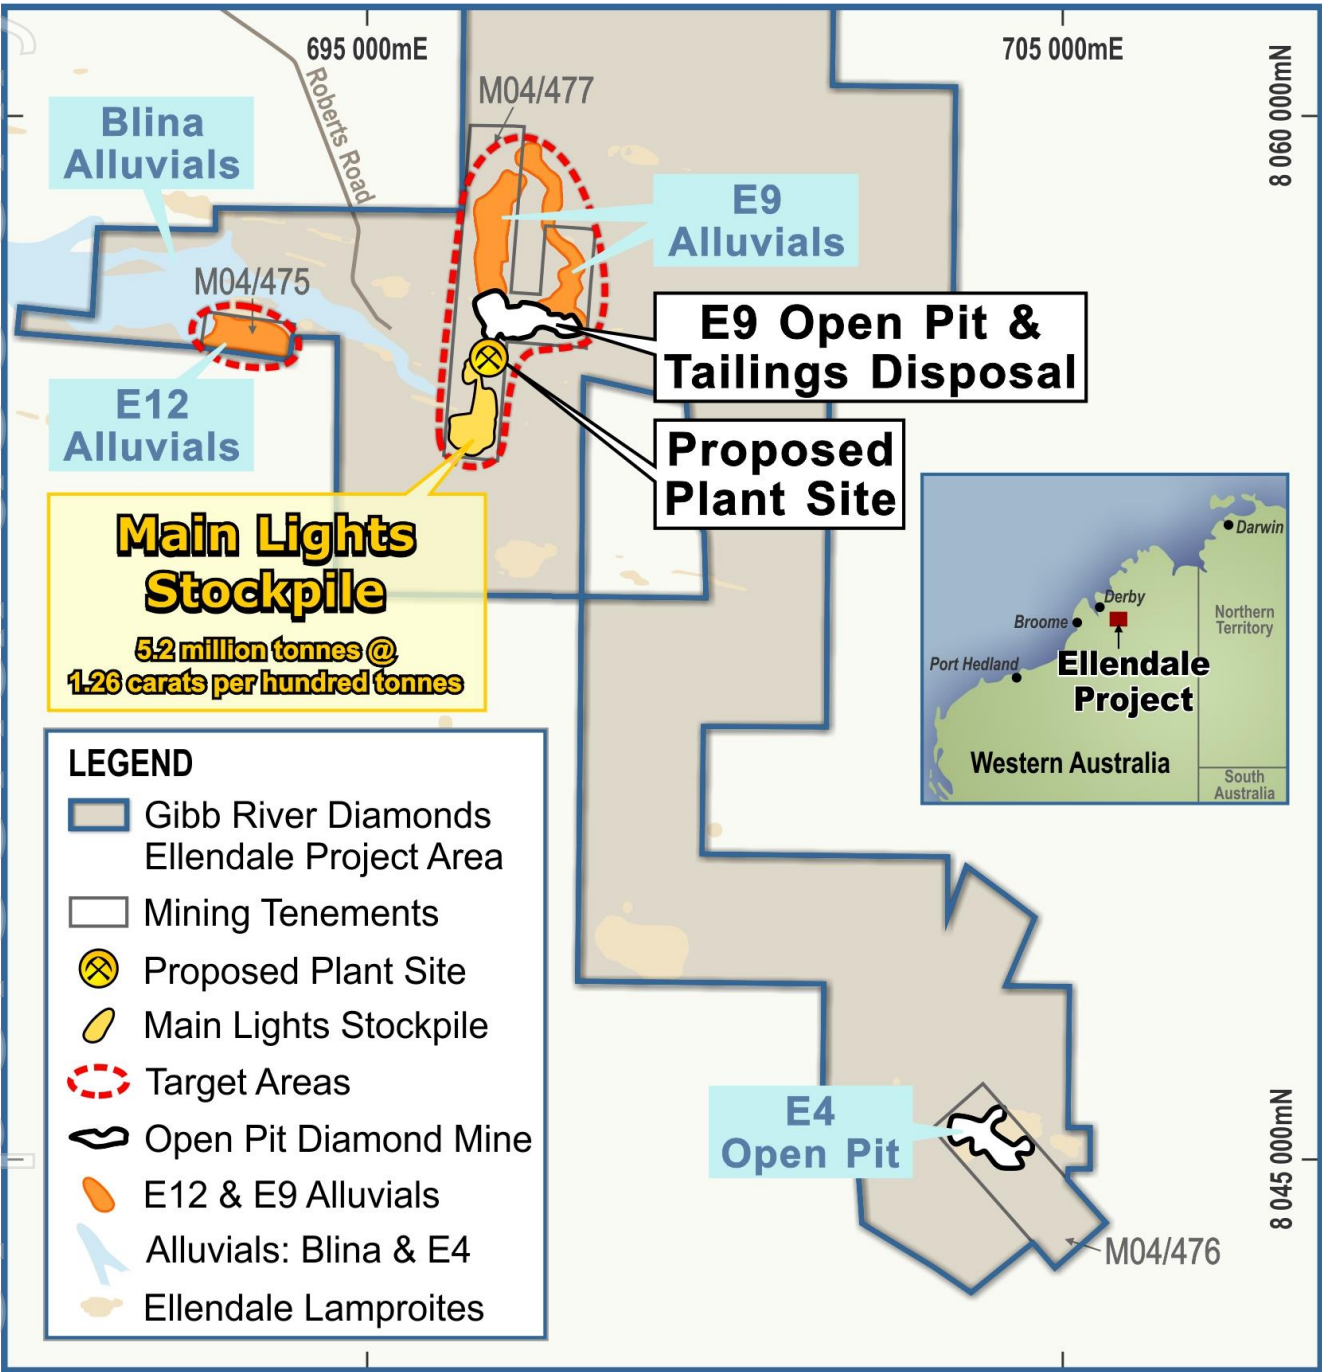 695 000mE
705 000mE
8 060 000mN
Roberts Road
M04/477
Blina
Alluvials
E9
Alluvials
M04/475
E9 Open Pit &
Tailings Disposal
E12
Alluvials
Proposed
Plant Site
Main Lights
Stockpile
5.2 million tonnes @
1.26 carats per hundred tonnes
Darwin
Derby
Broome
Northern
Territory
Port Hedland
Ellendale
Project
Western Australia
South
Australia
LEGEND
Gibb River Diamonds
Ellendale Project Area
Mining Tenements
Proposed Plant Site
Main Lights Stockpile
Target Areas
Open Pit Diamond Mine
E12 & E9 Alluvials
Alluvials: Blina & E4
Ellendale Lamproites
E4
Open Pit
8 045 000mN
M04/476